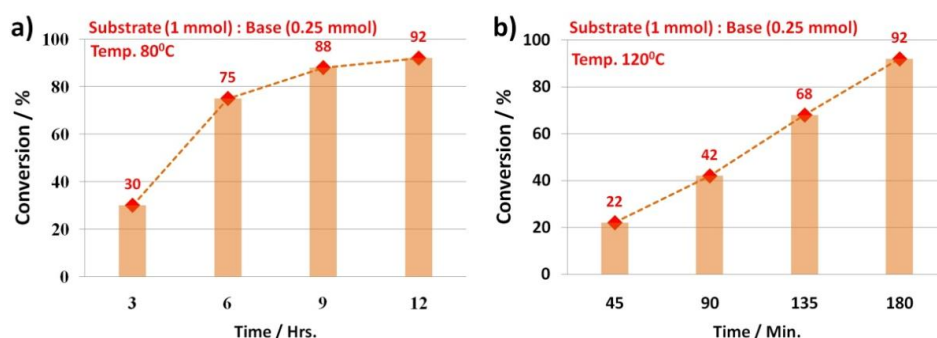 a)
Substrate (1 mmol) : Base (0.25 mmol)
Temp. 80⁰C
Conversion / %
100
80
60
40
20
0
30
75
88
92
3 6 9 12
Time / Hrs.
b)
Substrate (1 mmol) : Base (0.25 mmol)
Temp. 120⁰C
Conversion / %
100
80
60
40
20
0
22
42
68
92
45 90 135 180
Time / Min.